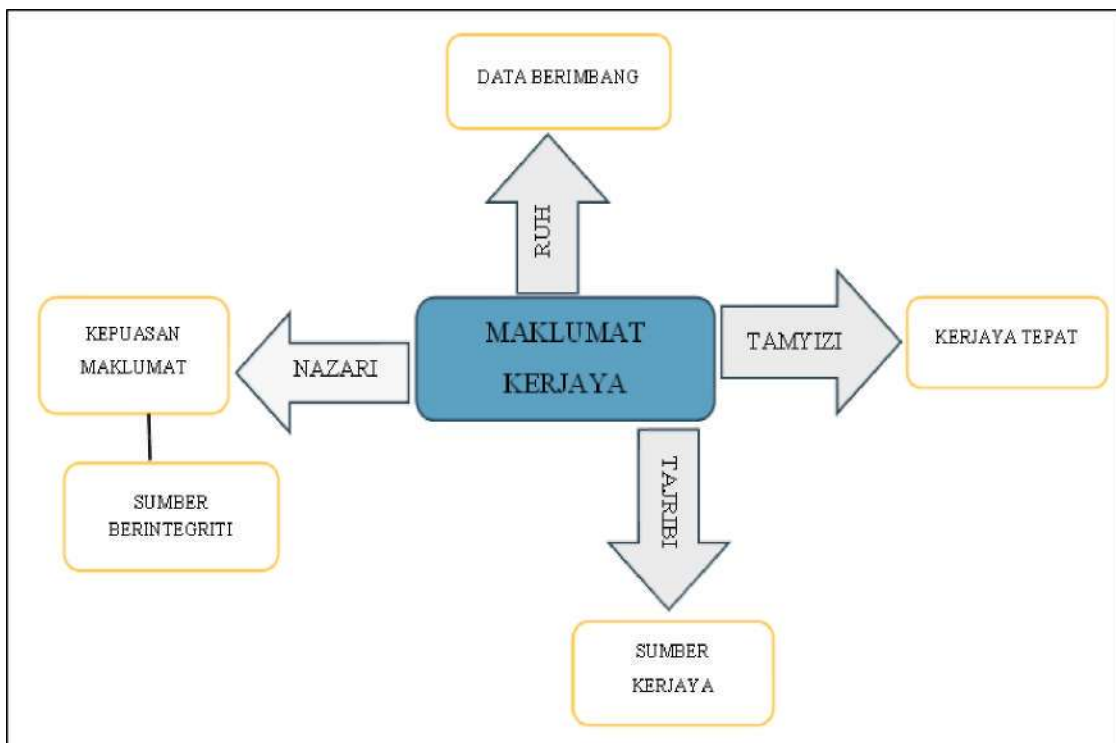 DATA BERIMBANG
RUH
MAKLUMAT
KERJAYA
KEPUASAN
MAKLUMAT
NAZARI
TAMYIZI
KERJAYA TEPAT
SUMBER
BERINTEGRITI
TAJRIBI
SUMBER
KERJAYA